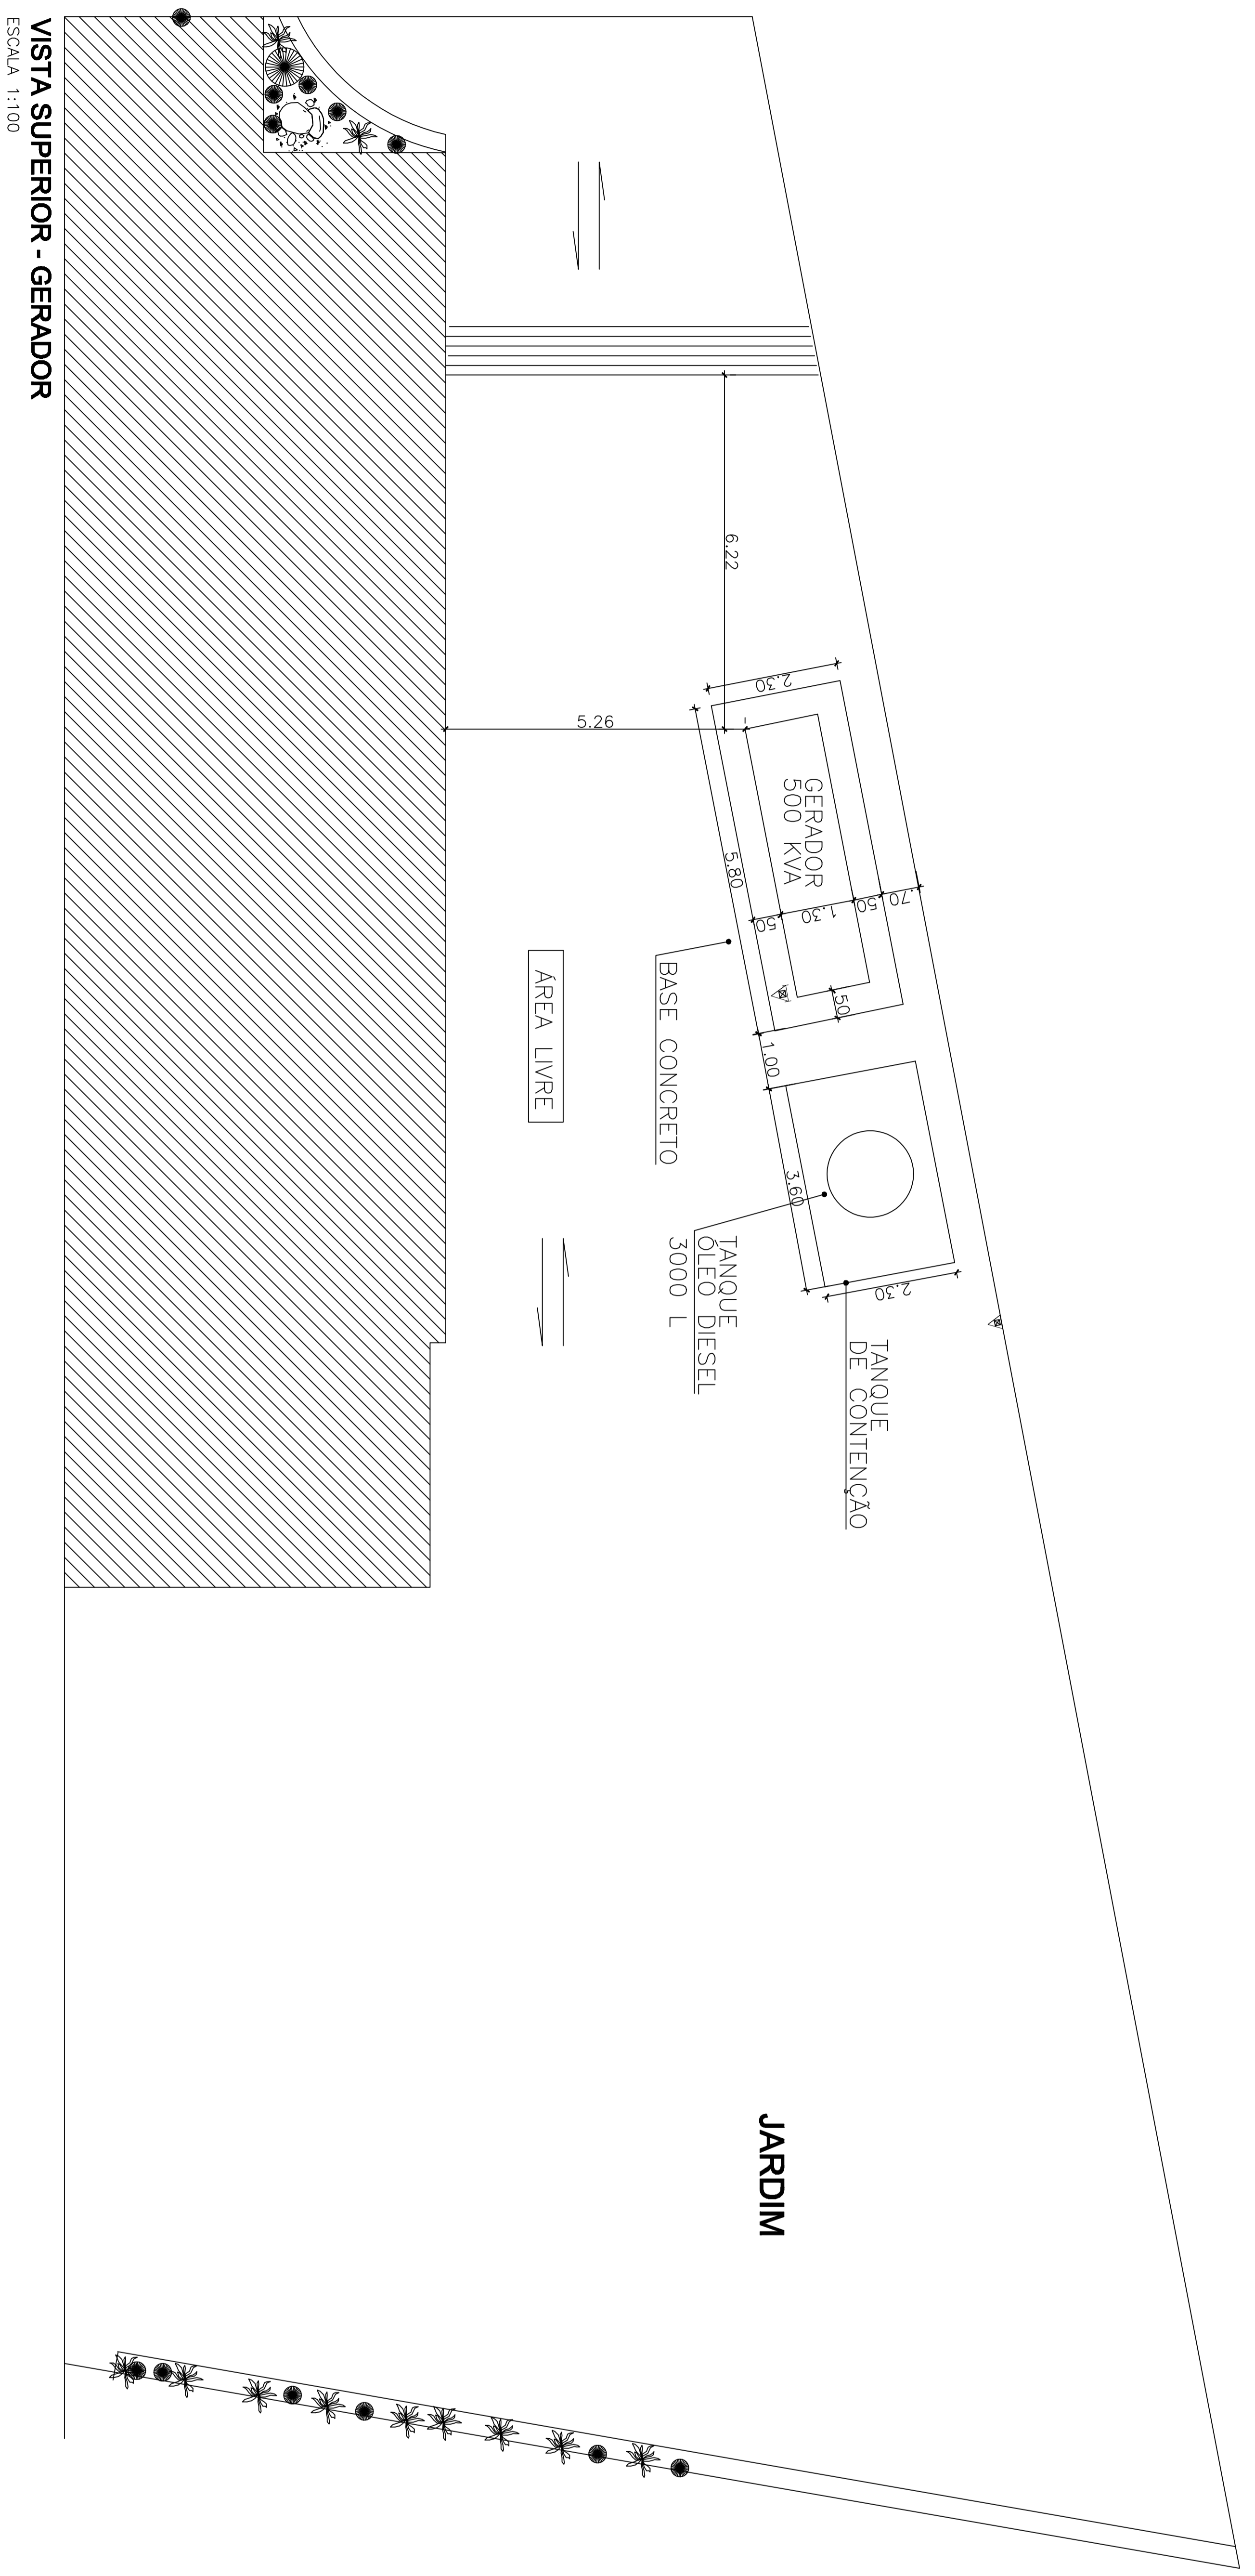 6.22
2.30
5.26
GERADOR
500 KVA
5.80
.70
50
1.30
50
50
BASE CONCRETO
ÁREA LIVRE
1.00
3.60
2.30
TANQUE
ÓLEO DIESEL
3000 L
TANQUE
DE CONTENÇÃO
JARDIM
VISTA SUPERIOR - GERADOR
ESCALA 1:100